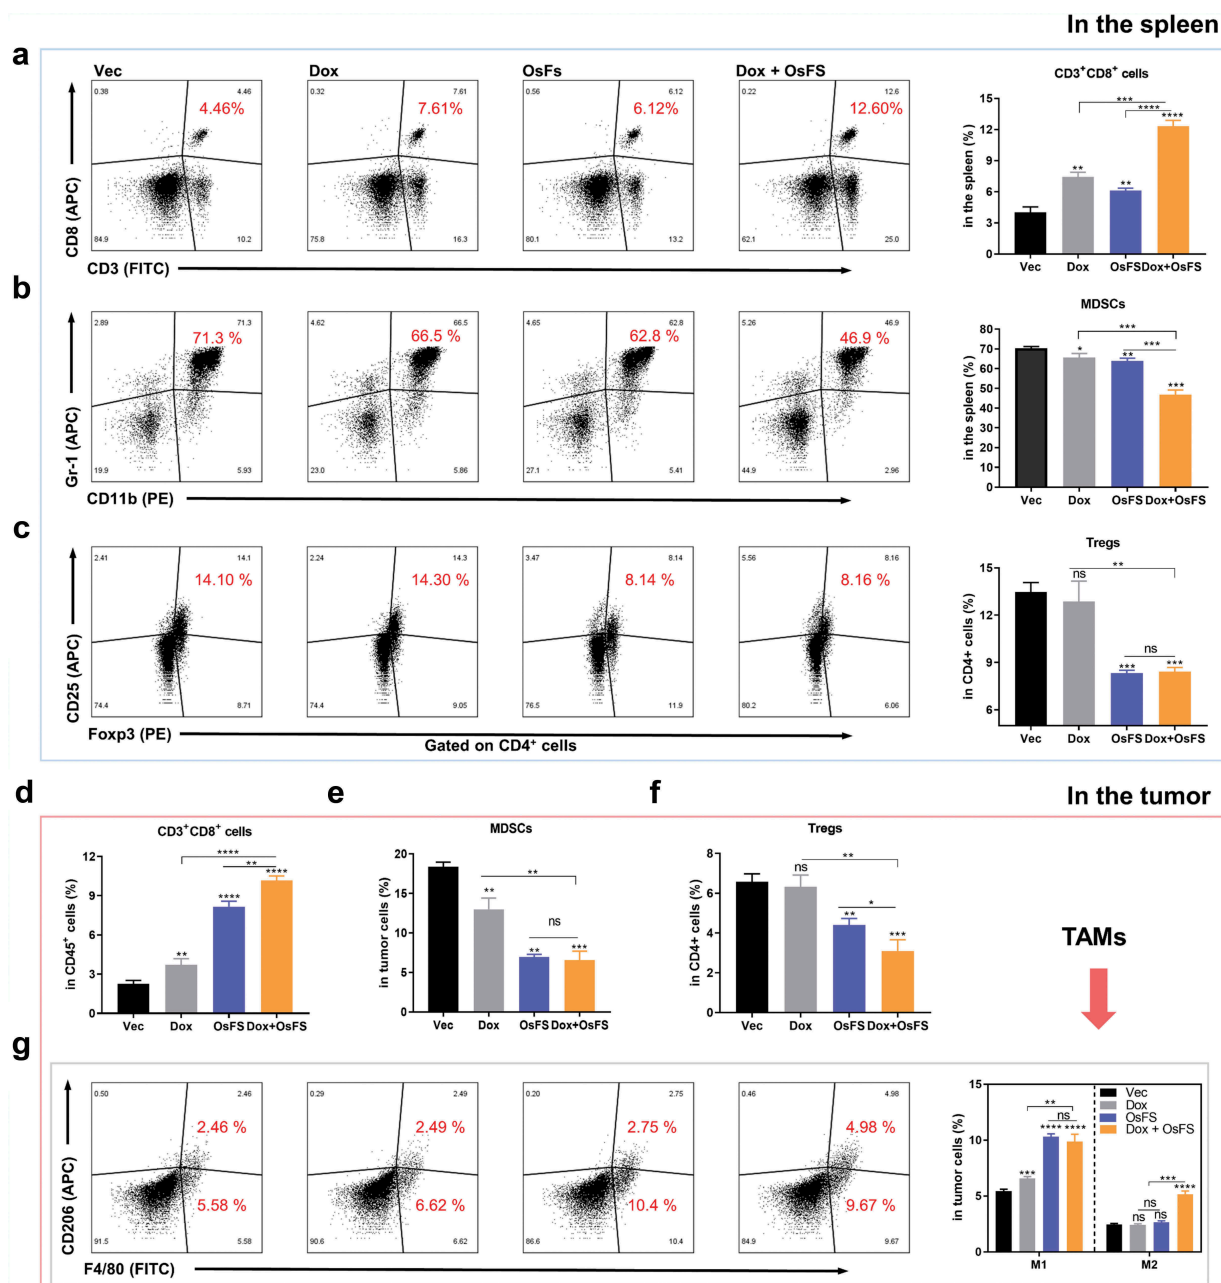 In the spleen
a
Vec
Dox
OsFs
Dox + OsFS
0.38 4.46
4.46%
84.9 10.2
0.32 7.61
7.61%
75.8 16.3
0.56 6.12
6.12%
80.1 13.2
0.22 12.6
12.60%
62.1 25.0
CD8 (APC)
CD3 (FITC)
CD3⁺CD8⁺ cells
in the spleen (%)
15
12
9
6
3
0
** ** **** *** ****
Vec Dox OsFS Dox+OsFS
b
2.89 71.3
71.3 %
19.9 5.93
4.62 66.5
66.5 %
23.0 5.86
4.65 62.8
62.8 %
27.1 5.41
5.26 46.9
46.9 %
44.9 2.96
Gr-1 (APC)
CD11b (PE)
MDSCs
in the spleen (%)
80
70
60
50
40
30
20
10
0
* ** *** *** ***
Vec Dox OsFS Dox+OsFS
c
2.41 14.1
14.10 %
74.4 8.71
2.24 14.3
14.30 %
74.4 9.05
3.47 8.14
8.14 %
76.5 11.9
5.56 8.16
8.16 %
80.2 6.06
CD25 (APC)
Foxp3 (PE)
Gated on CD4⁺ cells
Tregs
in CD4+ cells (%)
15
12
9
6
ns *** *** ** ns
Vec Dox OsFS Dox+OsFS
In the tumor
d
CD3⁺CD8⁺ cells
in CD45⁺ cells (%)
12
9
6
3
0
** **** **** **** **
Vec Dox OsFS Dox+OsFS
e
MDSCs
in tumor cells (%)
20
15
10
5
0
** ** *** ** ns
Vec Dox OsFS Dox+OsFS
f
Tregs
in CD4+ cells (%)
8
6
4
2
0
ns ** *** ** *
Vec Dox OsFS Dox+OsFS
TAMs
g
0.50 2.46
2.46 %
5.58 %
91.5 5.58
0.29 2.49
2.49 %
6.62 %
90.6 6.62
0.20 2.75
2.75 %
10.4 %
86.6 10.4
0.46 4.98
4.98 %
9.67 %
84.9 9.67
CD206 (APC)
F4/80 (FITC)
in tumor cells (%)
15
10
5
0
Vec
Dox
OsFS
Dox + OsFS
** ns
*** **** ****
*** ns
ns ns ****
M1 M2